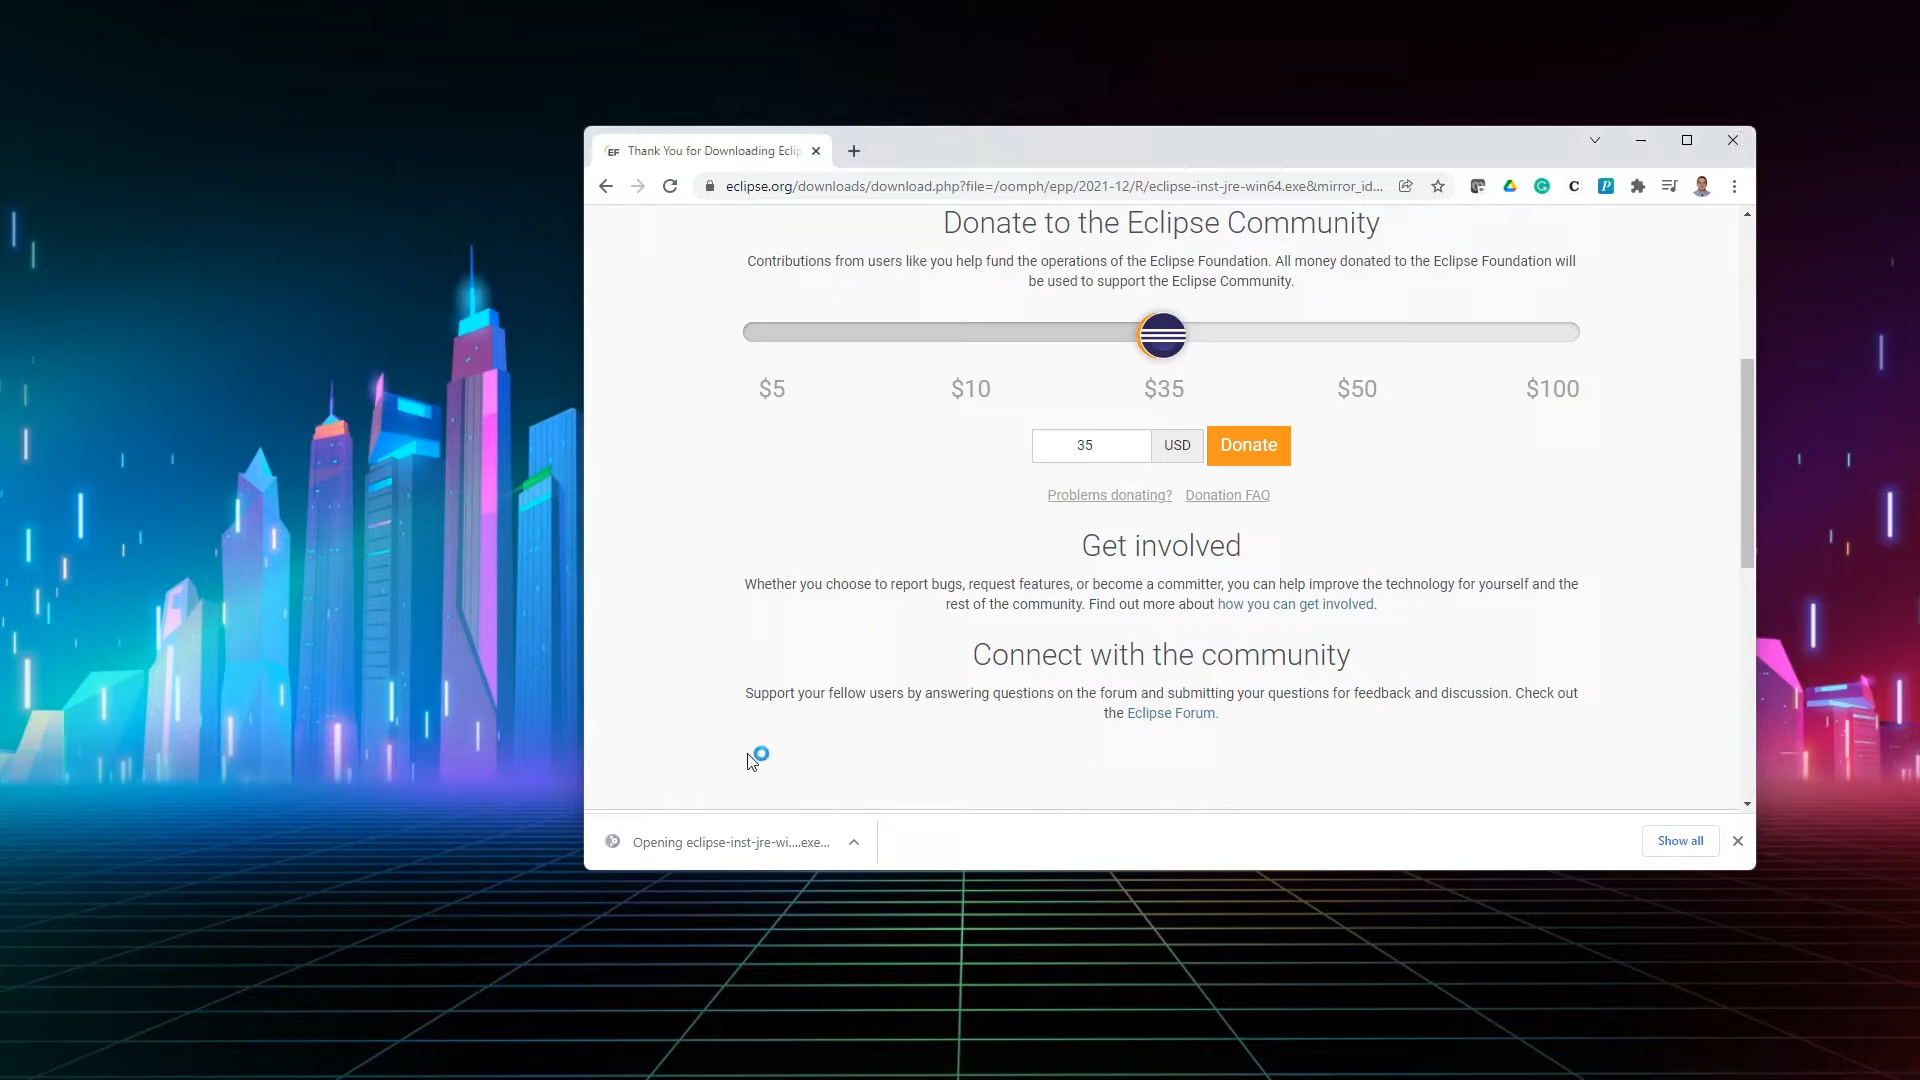 EF Thank You for Downloading Eclip
eclipse.org/downloads/download.php?file=/oomph/epp/2021-12/R/eclipse-inst-jre-win64.exe&mirror_id...
Donate to the Eclipse Community
Contributions from users like you help fund the operations of the Eclipse Foundation. All money donated to the Eclipse Foundation will
be used to support the Eclipse Community.
$5 $10 $35 $50 $100
35 USD Donate
Problems donating? Donation FAQ
Get involved
Whether you choose to report bugs, request features, or become a committer, you can help improve the technology for yourself and the
rest of the community. Find out more about how you can get involved.
Connect with the community
Support your fellow users by answering questions on the forum and submitting your questions for feedback and discussion. Check out
the Eclipse Forum.
Opening eclipse-inst-jre-wi....exe...
Show all